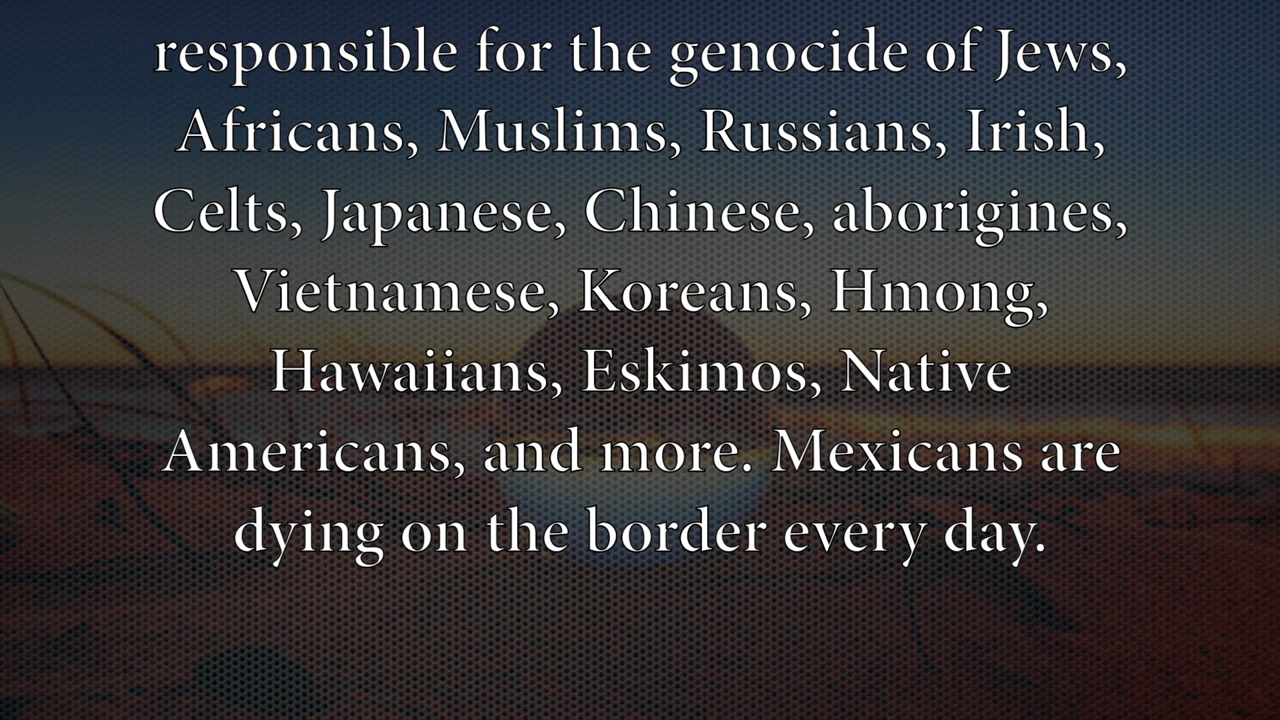 responsible for the genocide of Jews,
Africans, Muslims, Russians, Irish,
Celts, Japanese, Chinese, aborigines,
Vietnamese, Koreans, Hmong,
Hawaiians, Eskimos, Native
Americans, and more. Mexicans are
dying on the border every day.